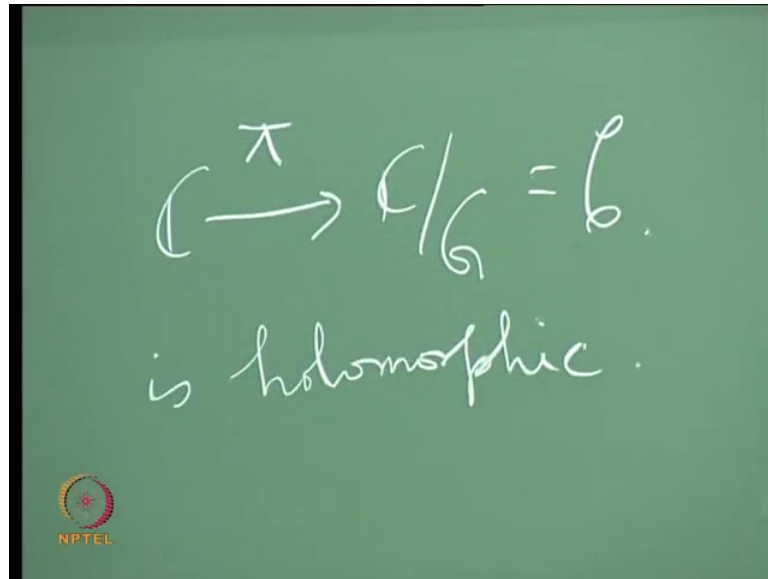 ℂ →^π ℂ/G = 𝒞.
is holomorphic.
NPTEL